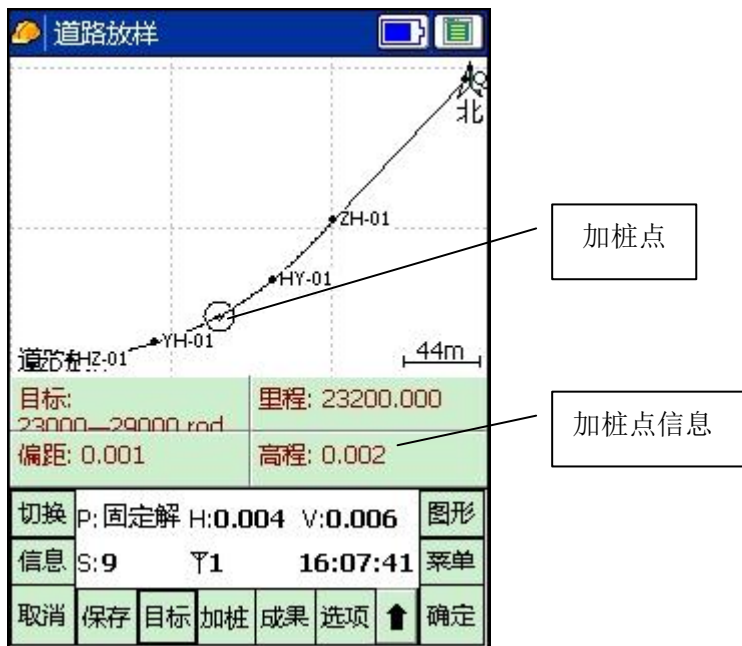 道路放样
北
ZH-01
加桩点
HY-01
YH-01
HZ-01
44m
目标:
里程: 23200.000
23000—29000.rod
加桩点信息
偏距: 0.001
高程: 0.002
切换 P: 固定解 H:0.004 V:0.006 图形
信息 S:9 1 16:07:41 菜单
取消 保存 目标 加桩 成果 选项 确定